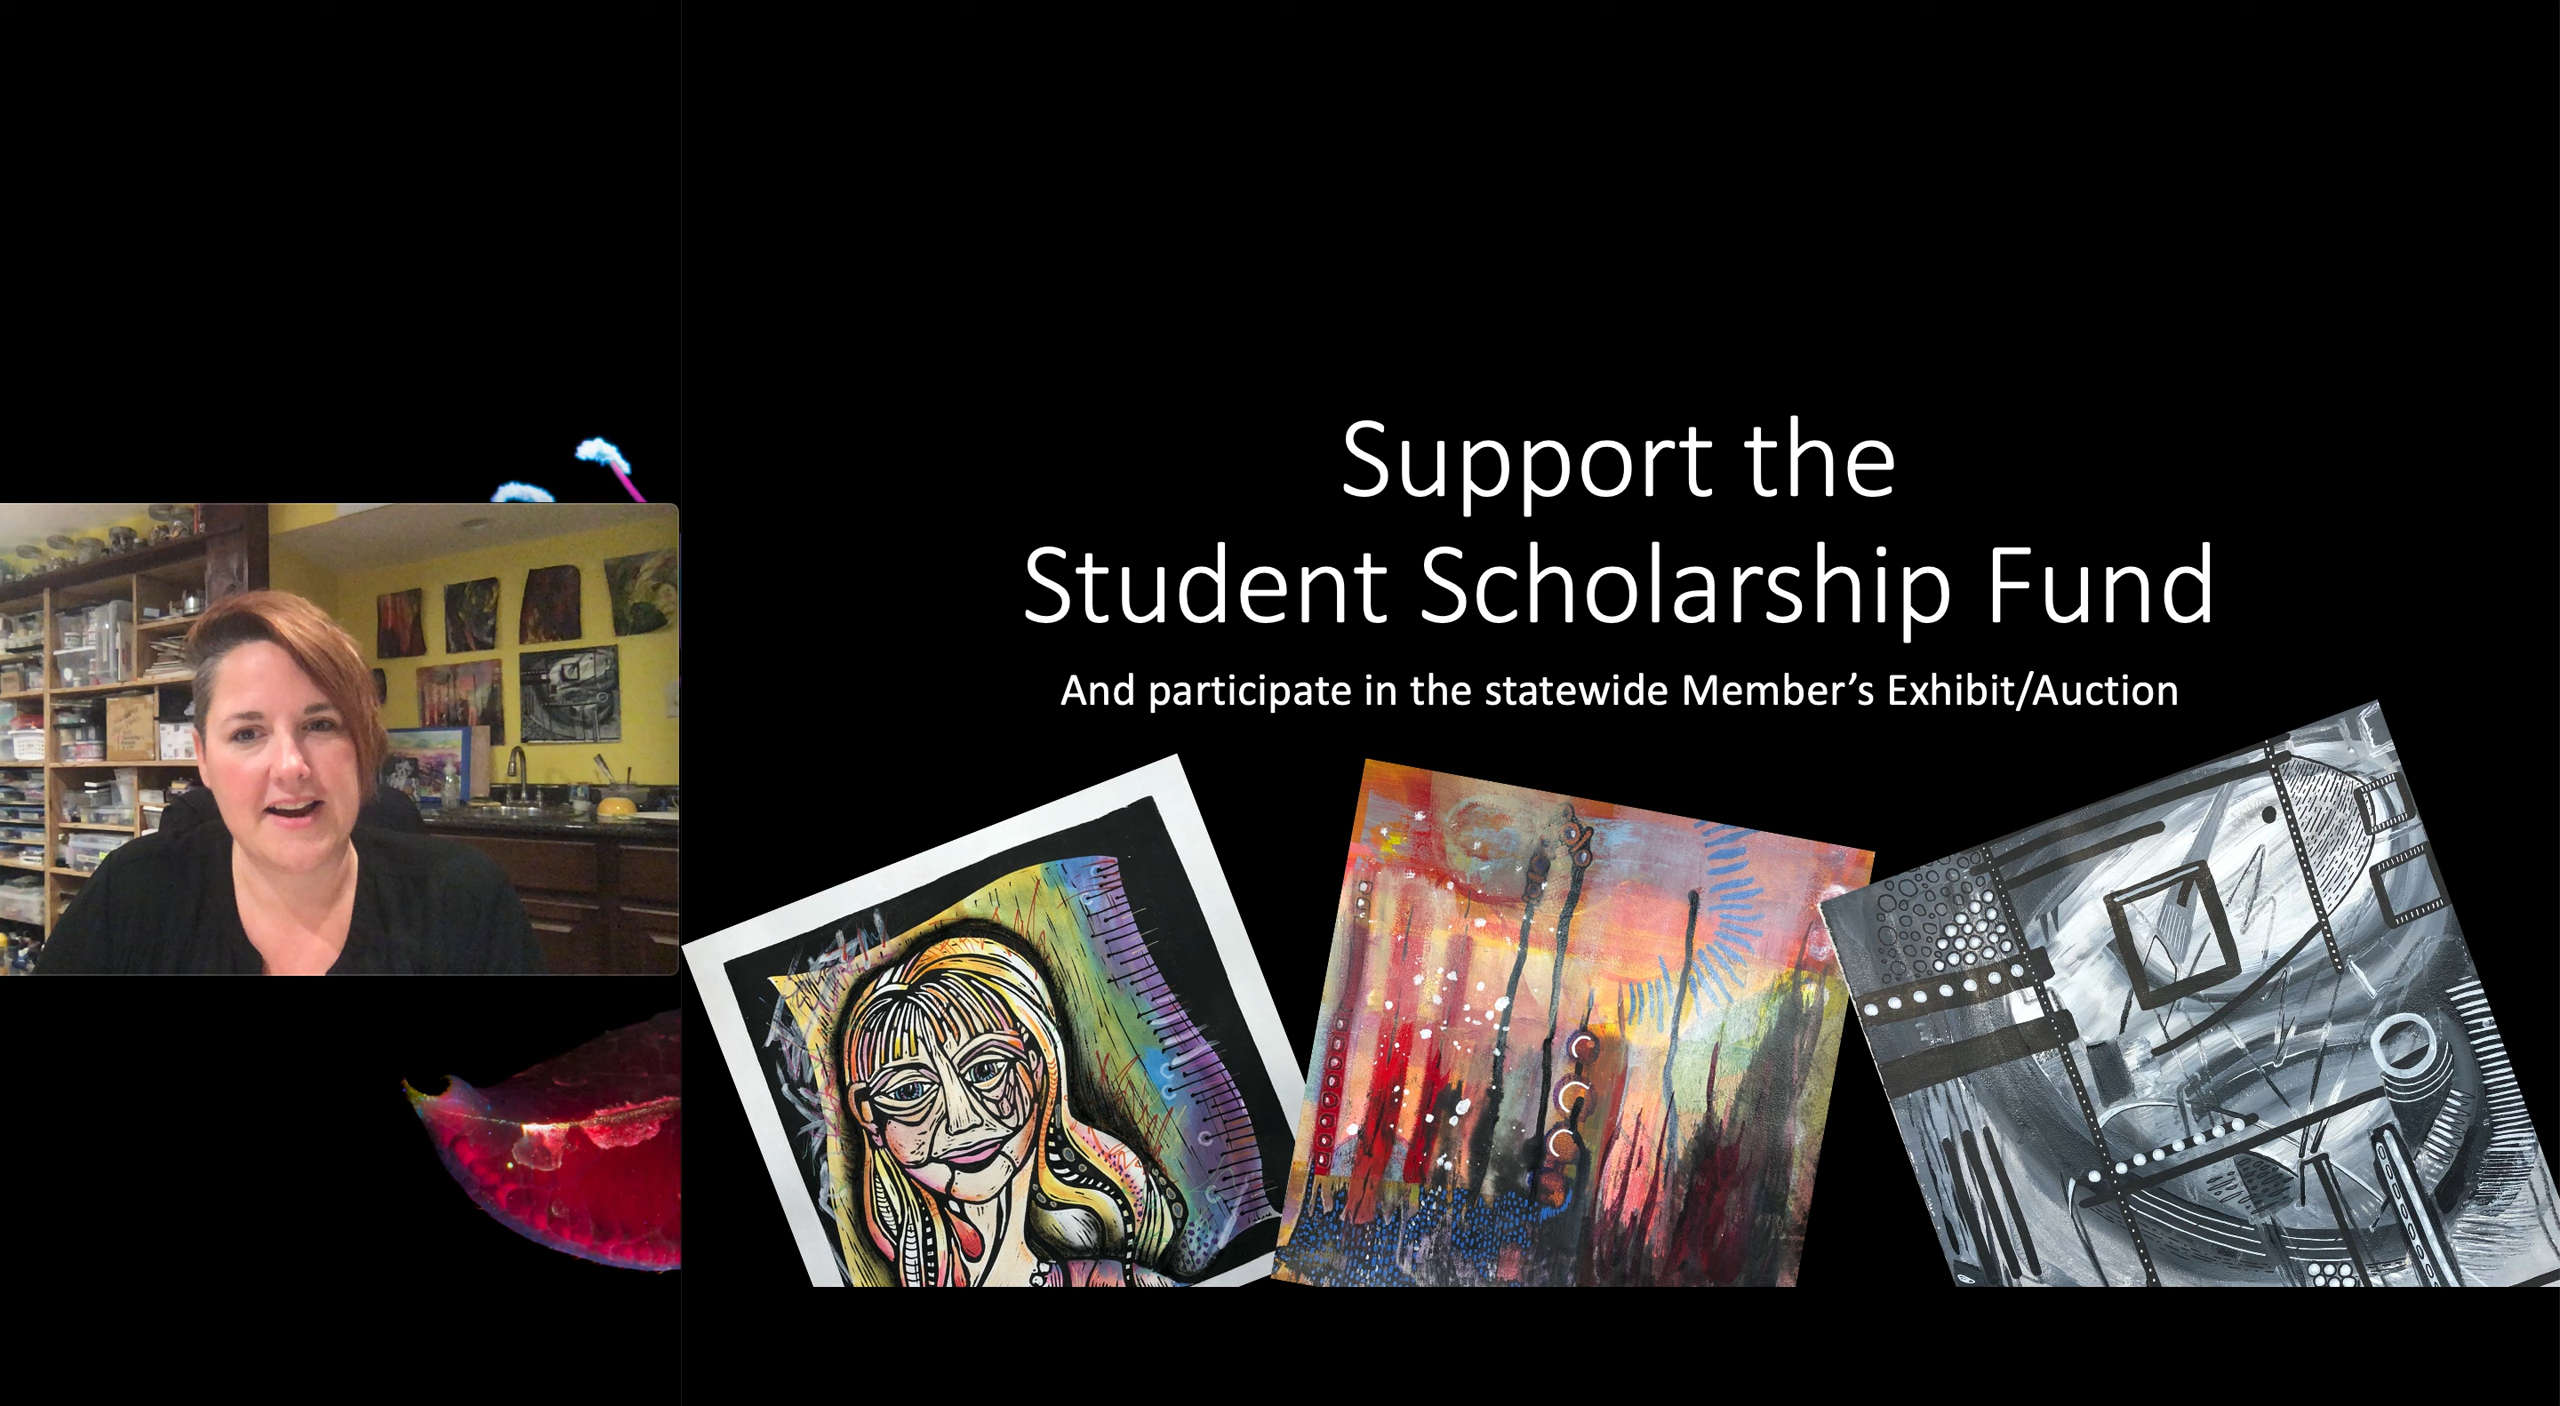 Support the
Student Scholarship Fund
And participate in the statewide Member’s Exhibit/Auction